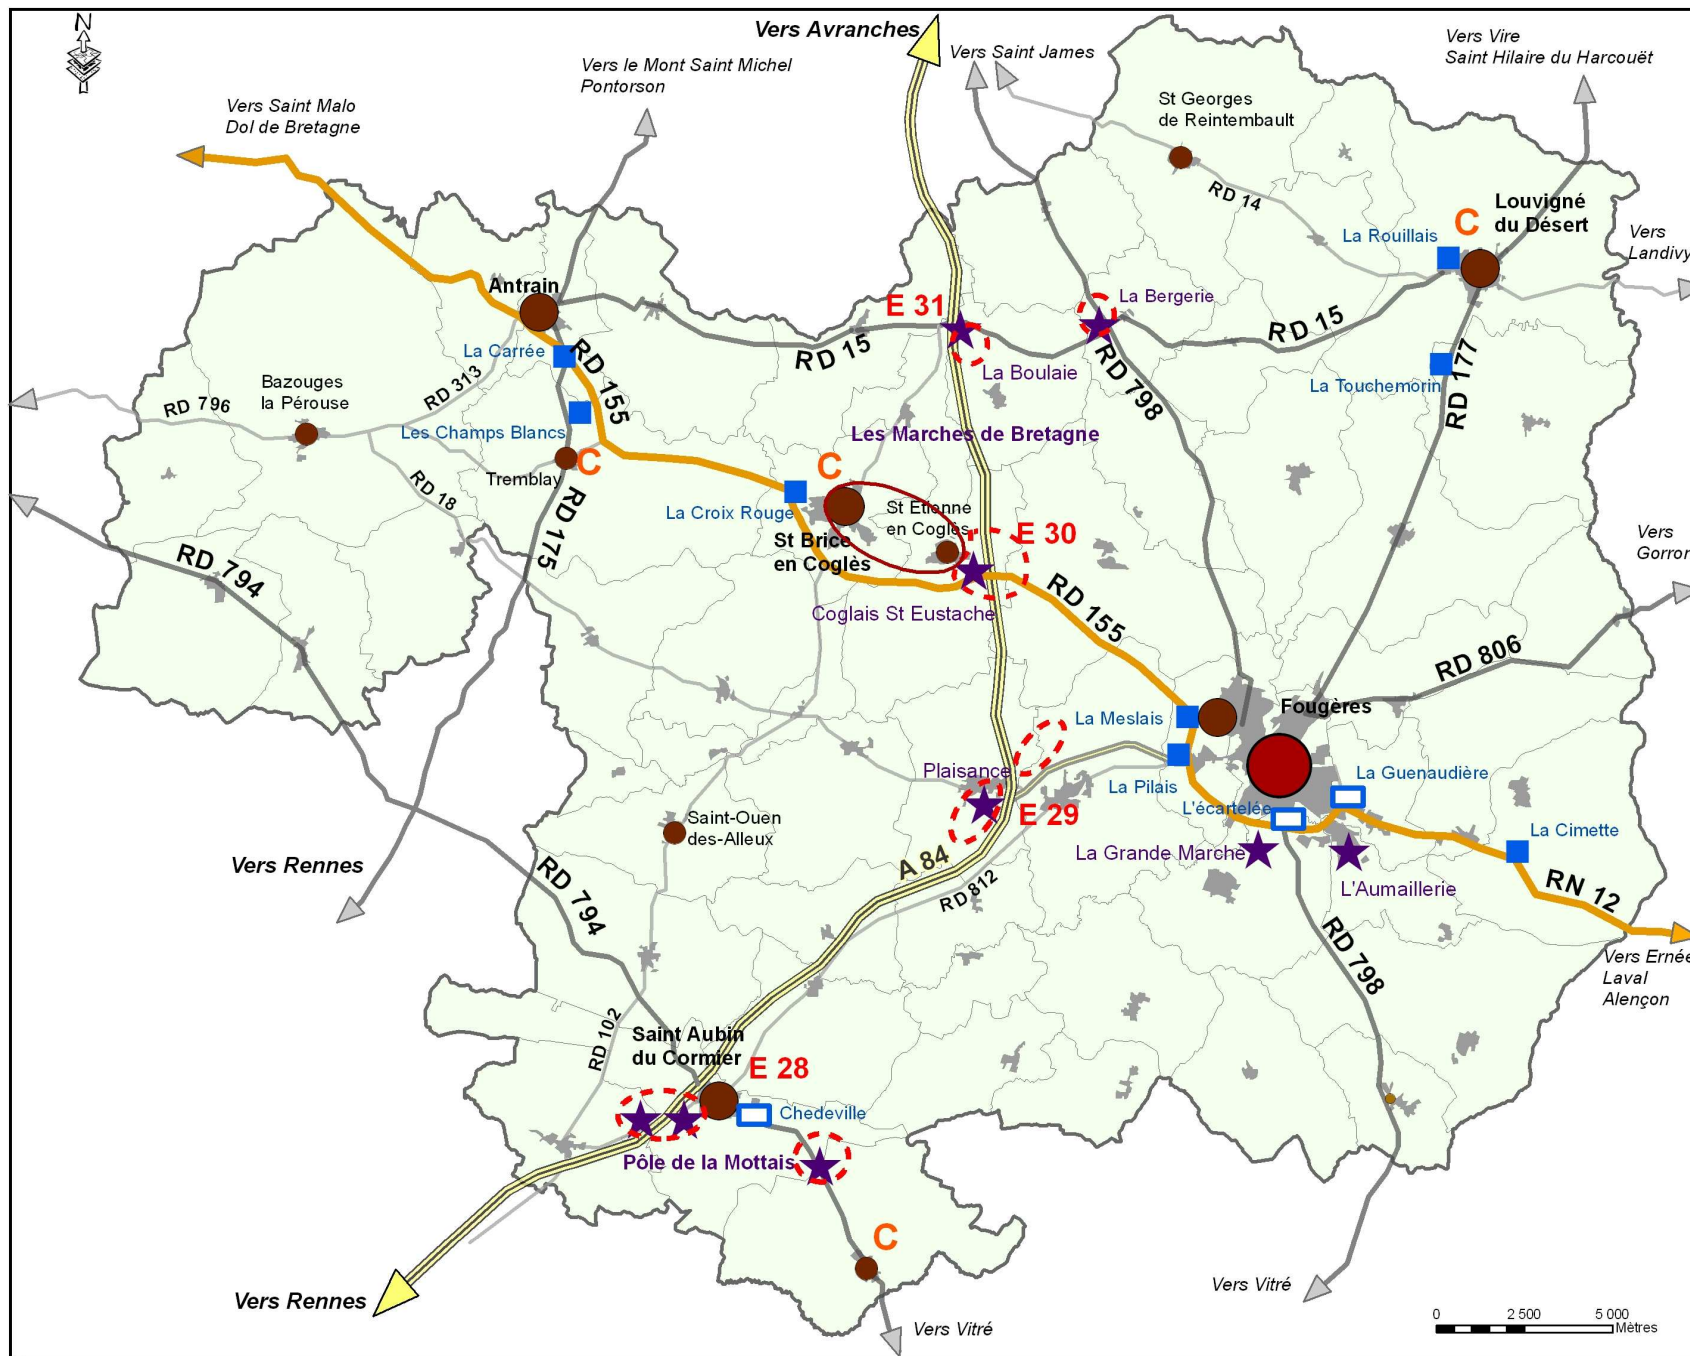 N
Vers Avranches
Vers Saint James
Vers Vire
Saint Hilaire du Harcouët
Vers le Mont Saint Michel
Pontorson
Vers Saint Malo
Dol de Bretagne
St Georges
de Reintembault
RD 14
Louvigné
du Désert
C
La Rouillais
Vers
Landivy
Antrain
E 31
La Bergerie
RD 15
RD 15
La Carrée
RD 155
RD 313
La Boulaie
RD 798
La Touchemorin
RD 177
Bazouges
la Pérouse
RD 796
Les Champs Blancs
Les Marches de Bretagne
C
Tremblay
C
RD 18
La Croix Rouge
St Etienne
en Coglès
RD 175
St Brice
en Coglès
E 30
Vers
Gorron
RD 794
Coglais St Eustache
RD 155
RD 806
La Meslais
Fougères
Plaisance
La Pilais
La Guenaudière
L'écartelée
E 29
Saint-Ouen
des-Alleux
La Cimette
Vers Rennes
A 84
La Grande Marche
L'Aumaillerie
RN 12
RD 812
RD 794
RD 798
Vers Ernée
Laval
Alençon
RD 102
Saint Aubin
du Cormier
E 28
Chedeville
Pôle de la Mottais
C
Vers Rennes
Vers Vitré
Vers Vitré
0 2 500 5 000
Mètres